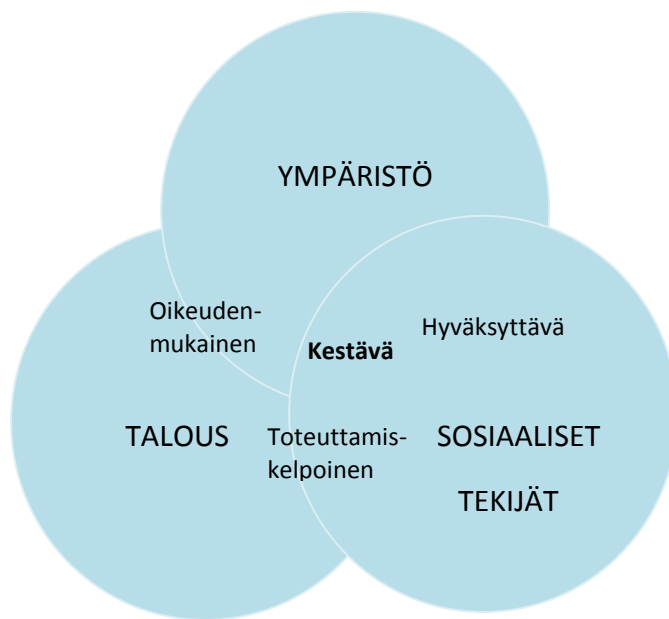 YMPÄRISTÖ
Oikeuden-
mukainen
Kestävä
Hyväksyttävä
TALOUS
Toteuttamis-
kelpoinen
SOSIAALISET
TEKIJÄT